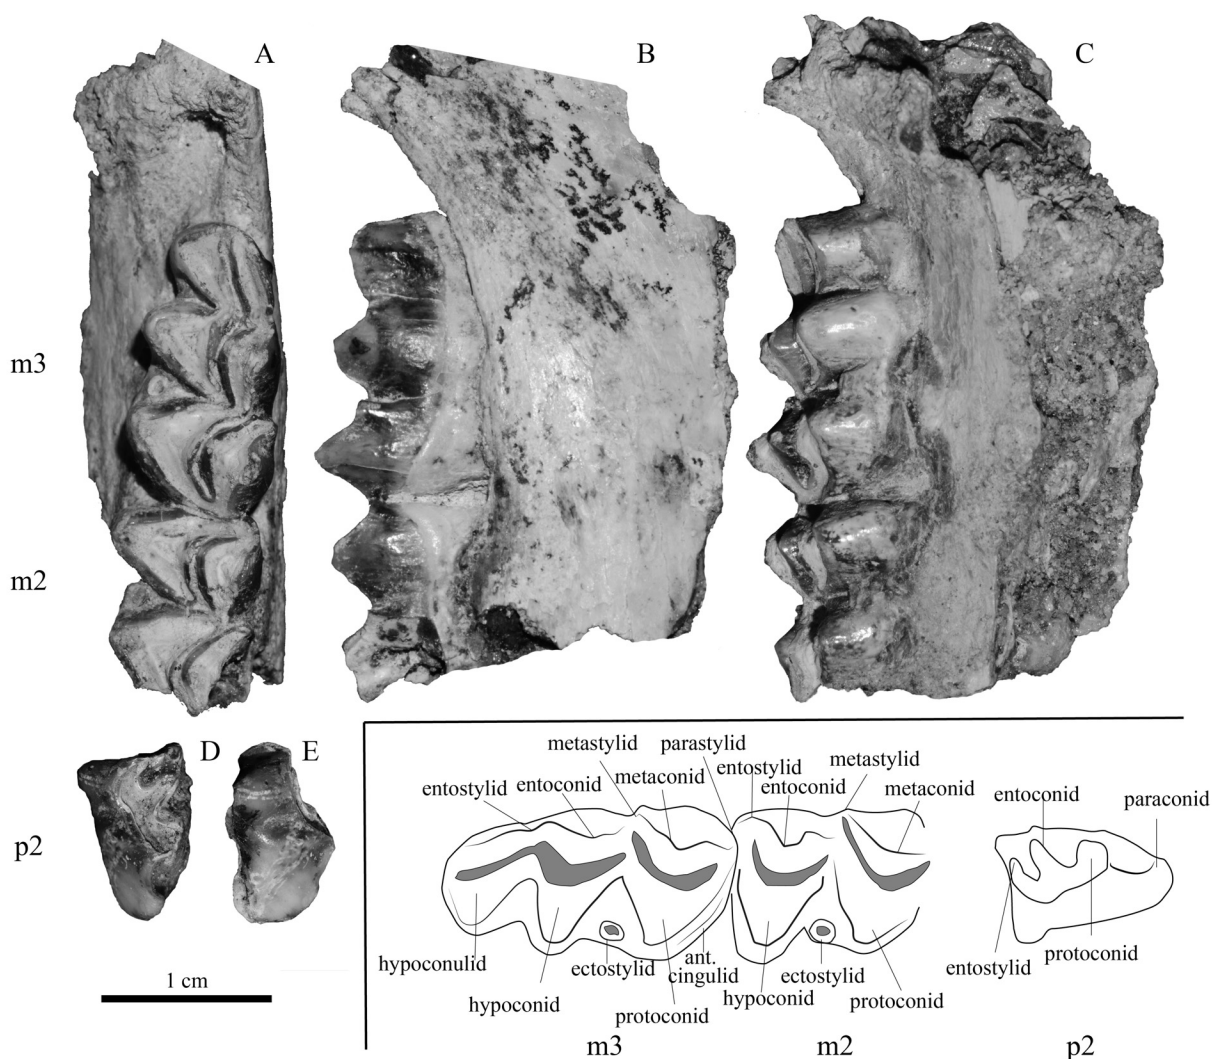 A
B
C
m3
m2
D
E
p2
1 cm
metastylid
parastylid
metastylid
entostylid
entostylid
entoconid
metaconid
entoconid
metaconid
entoconid
paraconid
hypoconulid
ectostylid
ant.
cingulid
ectostylid
entostylid
protoconid
hypoconid
hypoconid
protoconid
protoconid
m3
m2
p2